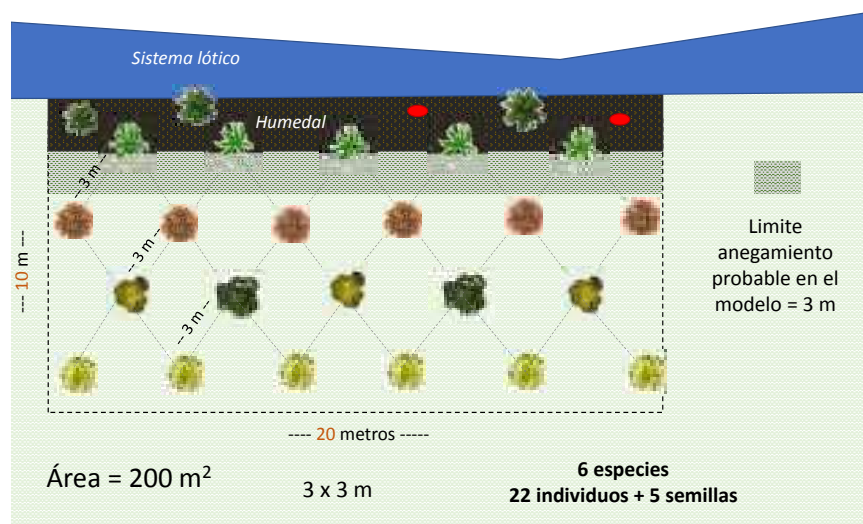 Sistema lótico
Humedal
-- 3 m --
-- 3 m --
-- 3 m --
---- 10 m ----
Limite
anegamiento
probable en el
modelo = 3 m
---- 20 metros -----
Área = 200 m²
3 x 3 m
6 especies
22 individuos + 5 semillas